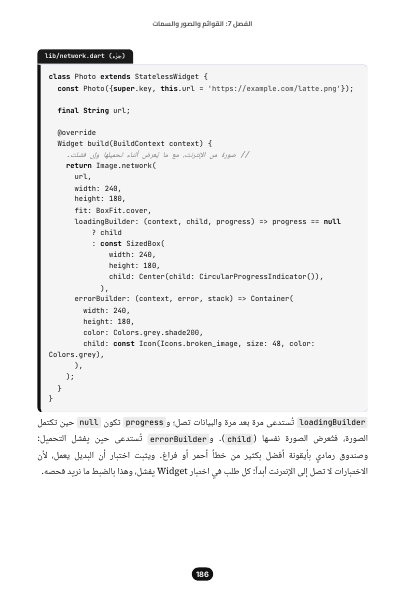 الفصل 7: القوائم والصور والسمات
lib/network.dart (جزء)
class Photo extends StatelessWidget {
const Photo({super.key, this.url = 'https://example.com/latte.png'});
final String url;
@override
Widget build(BuildContext context) {
// صورة من الإنترنت، مع ما يُعرض أثناء تحميلها وإن فشلت.
return Image.network(
url,
width: 240,
height: 180,
fit: BoxFit.cover,
loadingBuilder: (context, child, progress) => progress == null
? child
: const SizedBox(
width: 240,
height: 180,
child: Center(child: CircularProgressIndicator()),
),
errorBuilder: (context, error, stack) => Container(
width: 240,
height: 180,
color: Colors.grey.shade200,
child: const Icon(Icons.broken_image, size: 48, color:
Colors.grey),
),
);
}
}
loadingBuilder تُستدعى مرة بعد مرة والبيانات تصل؛ و progress تكون null حين تكتمل
الصورة، فتُعرض الصورة نفسها (child). و errorBuilder تُستدعى حين يفشل التحميل؛
وصندوق رمادي بأيقونة أفضل بكثير من خطأ أحمر أو فراغ. ويثبت اختبار أن البديل يعمل، لأن
الاختبارات لا تصل إلى الإنترنت أبدًا: كل طلب في اختبار Widget يفشل، وهذا بالضبط ما نريد فحصه.
186